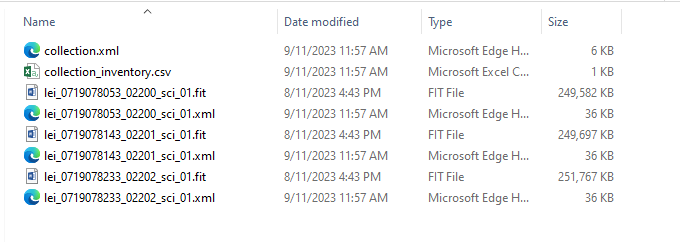 Name Date modified Type Size
collection.xml 9/11/2023 11:57 AM Microsoft Edge H... 6 KB
collection_inventory.csv 9/11/2023 11:57 AM Microsoft Excel C... 1 KB
lei_0719078053_02200_sci_01.fit 8/11/2023 4:43 PM FIT File 249,582 KB
lei_0719078053_02200_sci_01.xml 9/11/2023 11:57 AM Microsoft Edge H... 36 KB
lei_0719078143_02201_sci_01.fit 8/11/2023 4:43 PM FIT File 249,697 KB
lei_0719078143_02201_sci_01.xml 9/11/2023 11:57 AM Microsoft Edge H... 36 KB
lei_0719078233_02202_sci_01.fit 8/11/2023 4:43 PM FIT File 251,767 KB
lei_0719078233_02202_sci_01.xml 9/11/2023 11:57 AM Microsoft Edge H... 36 KB